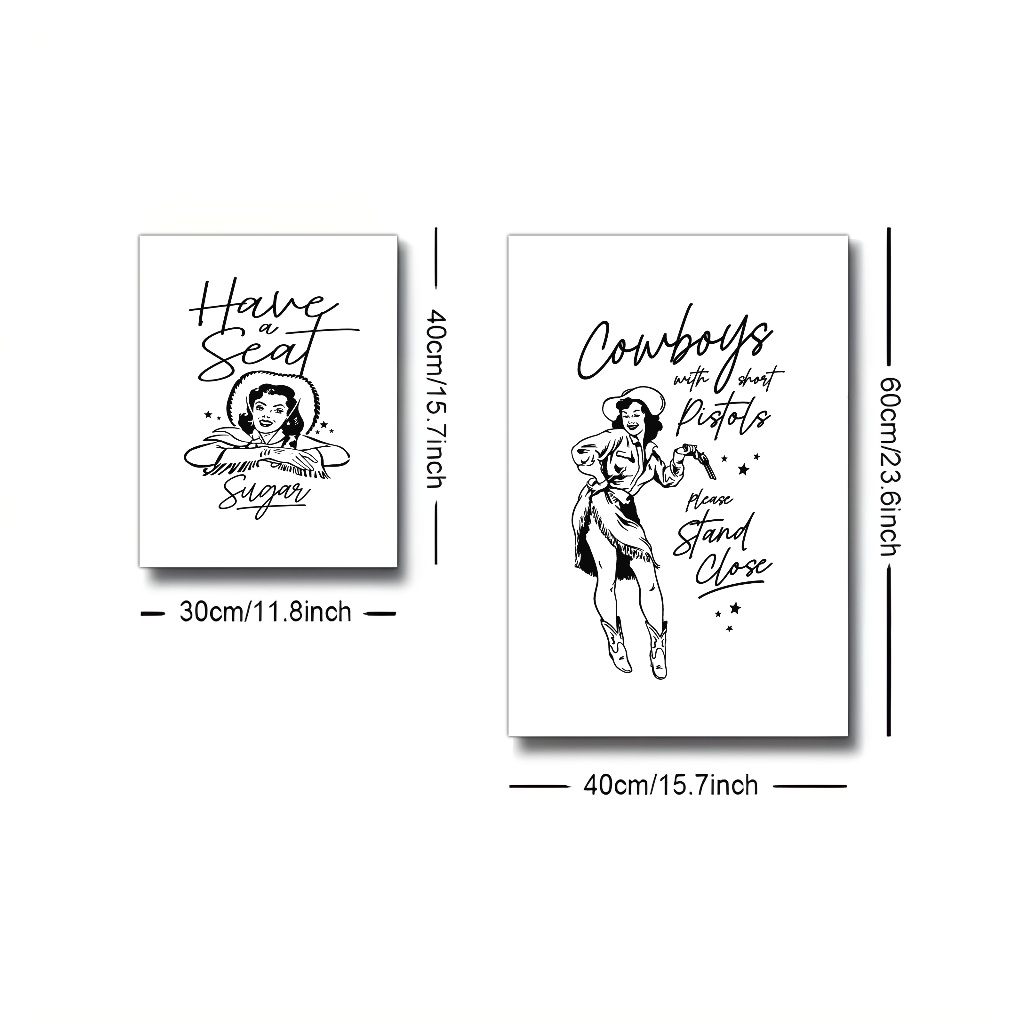 Have
a
Seat
Sugar
40cm/15.7inch
30cm/11.8inch
Cowboys
with short
Pistols
Please
Stand
Close
60cm/23.6inch
40cm/15.7inch